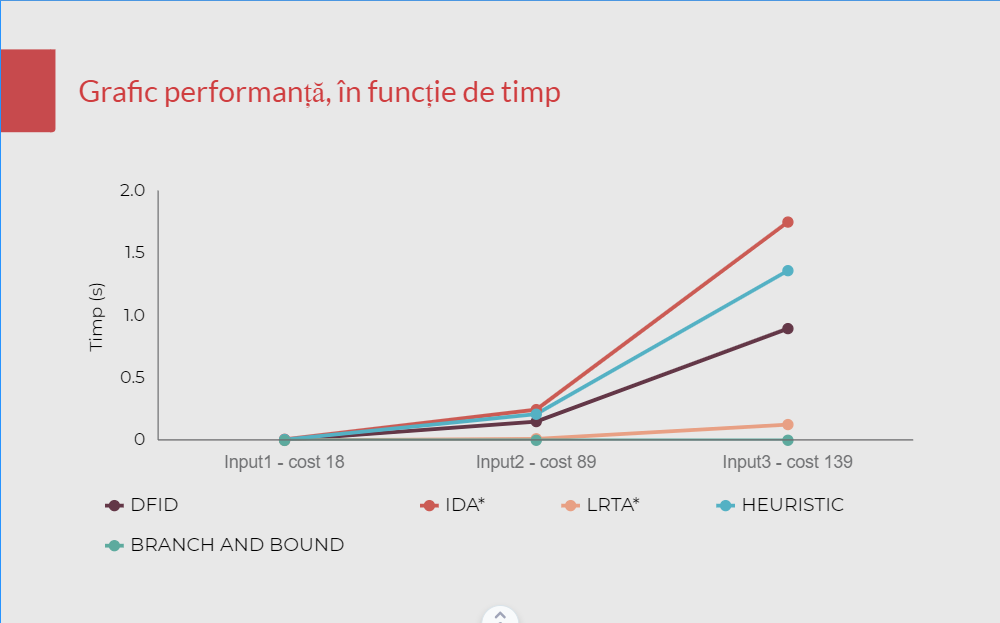 Grafic performanță, în funcție de timp
2.0
1.5
1.0
0.5
0
Timp (s)
Input1 - cost 18 Input2 - cost 89 Input3 - cost 139
DFID IDA* LRTA* HEURISTIC
BRANCH AND BOUND